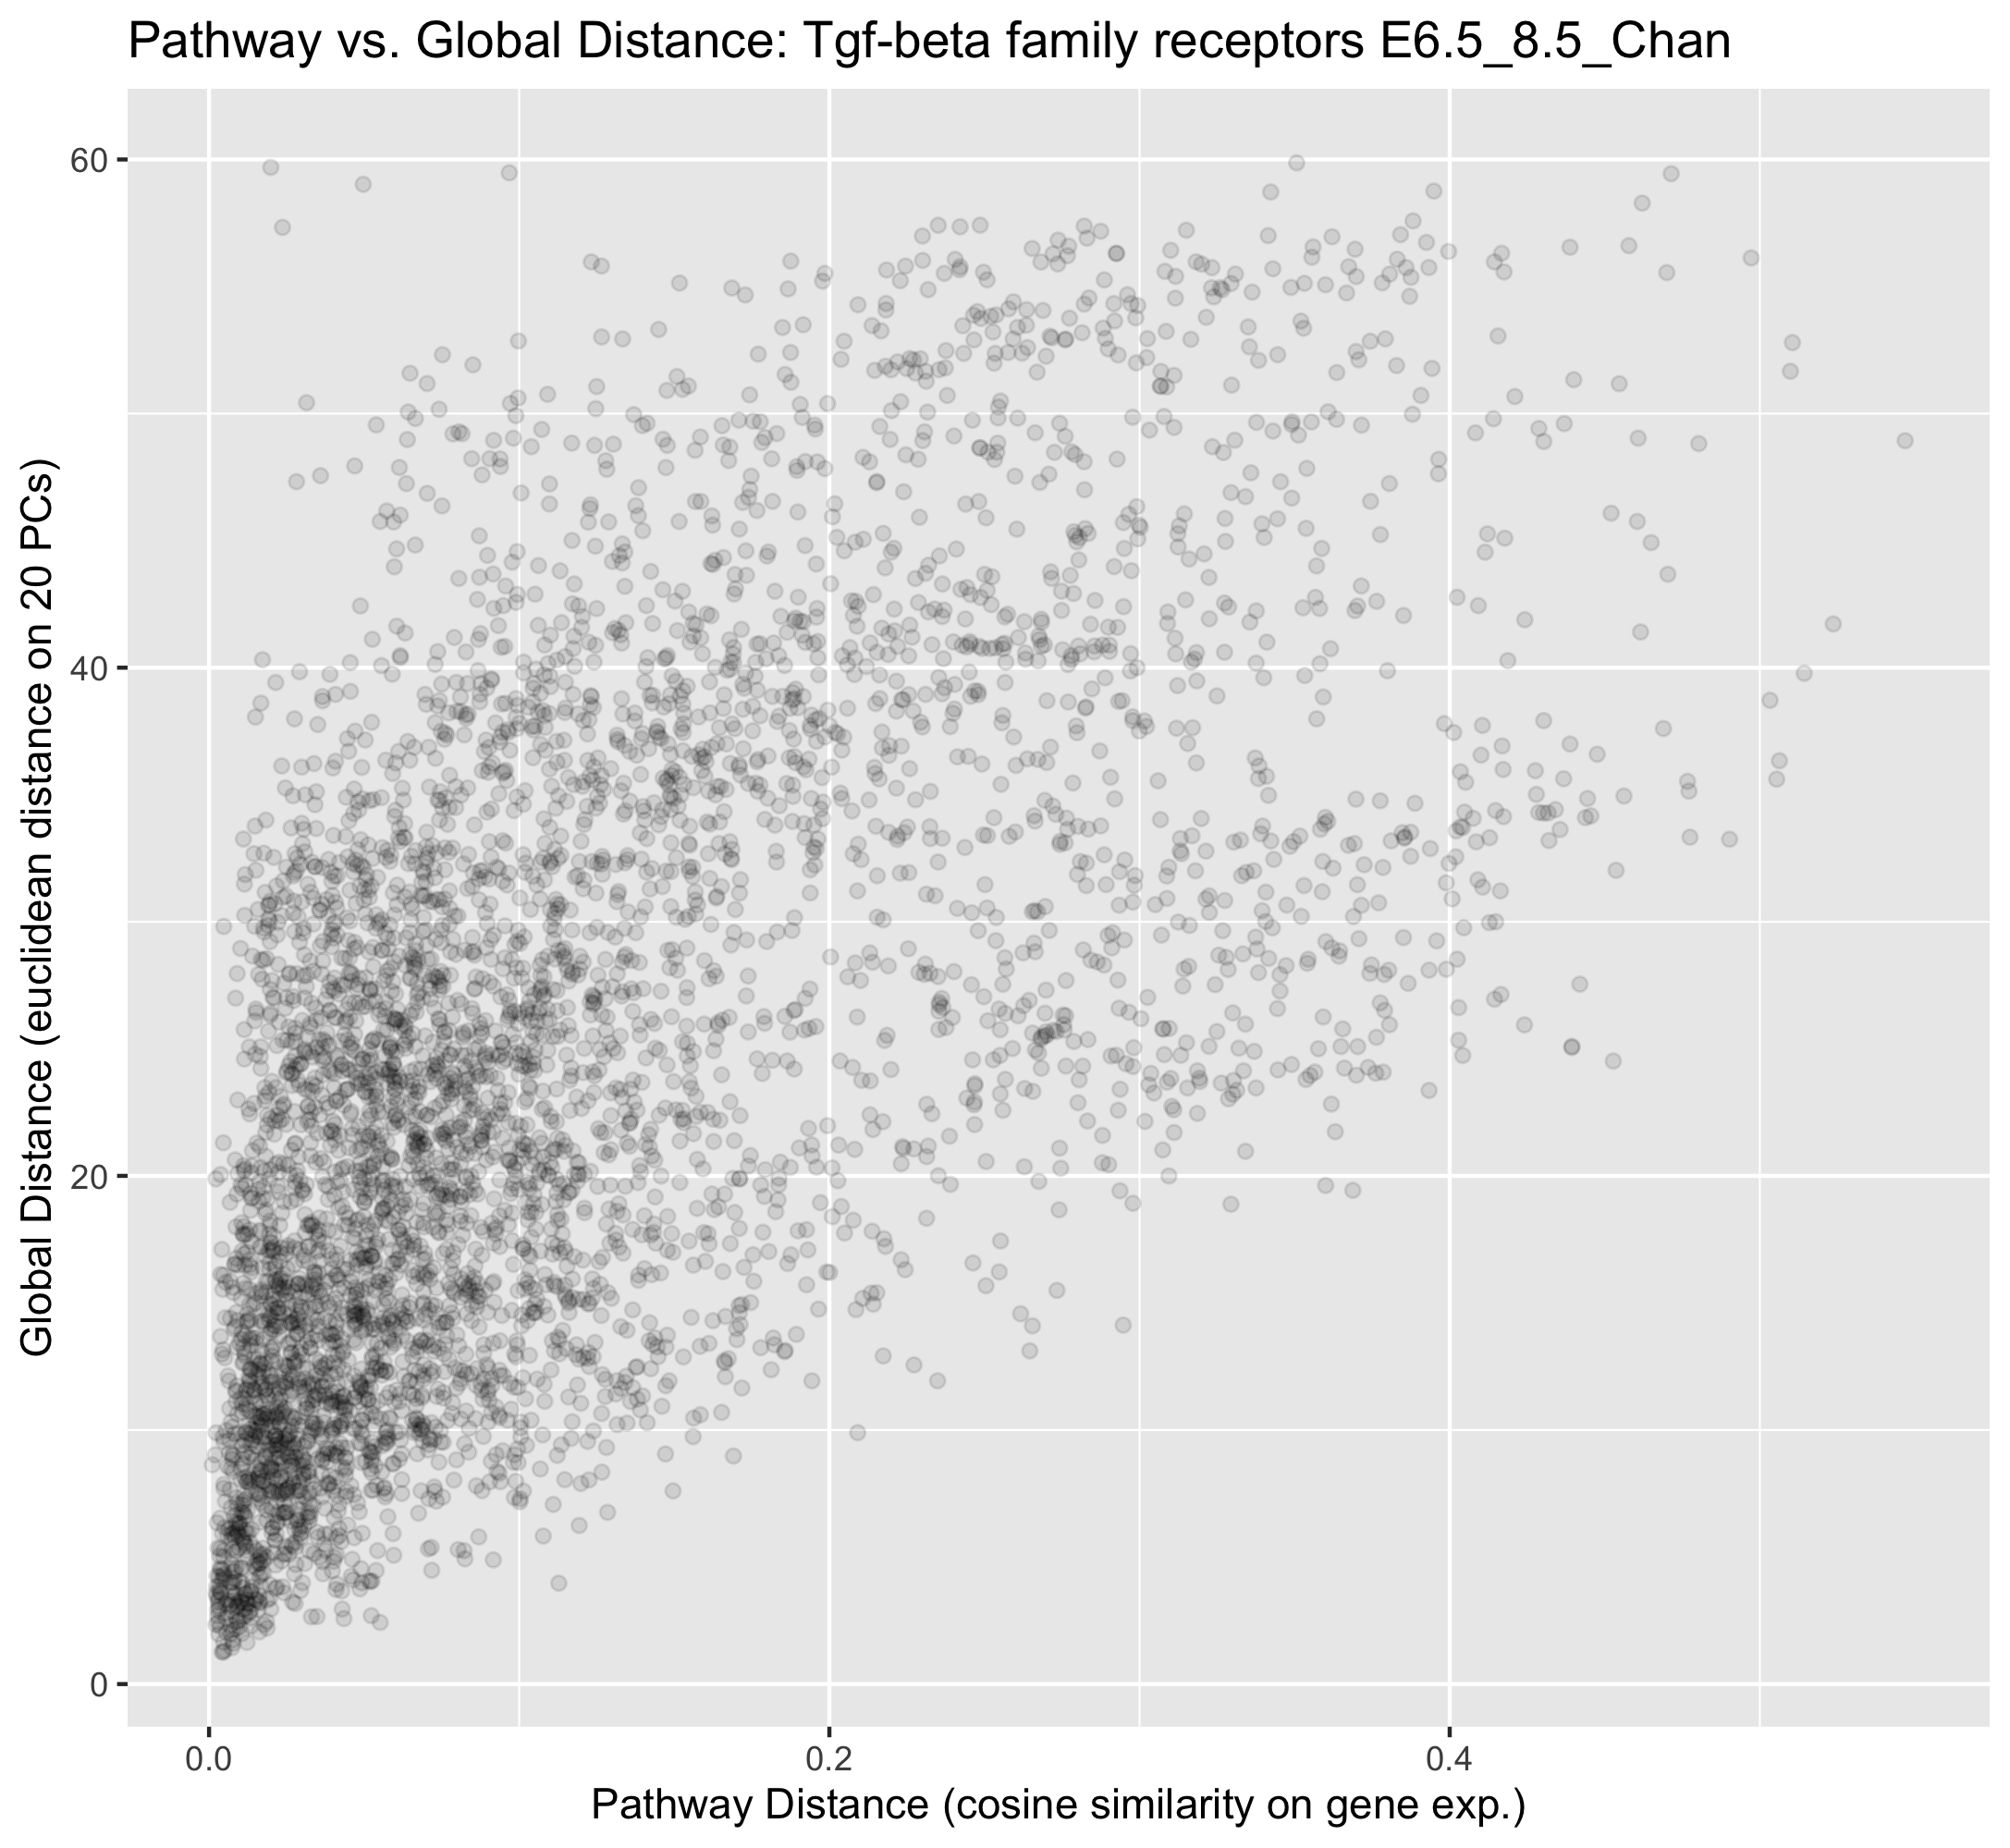 Pathway vs. Global Distance: Tgf-beta family receptors E6.5_8.5_Chan
Global Distance (euclidean distance on 20 PCs)
60
40
20
0
0.0 0.2 0.4
Pathway Distance (cosine similarity on gene exp.)